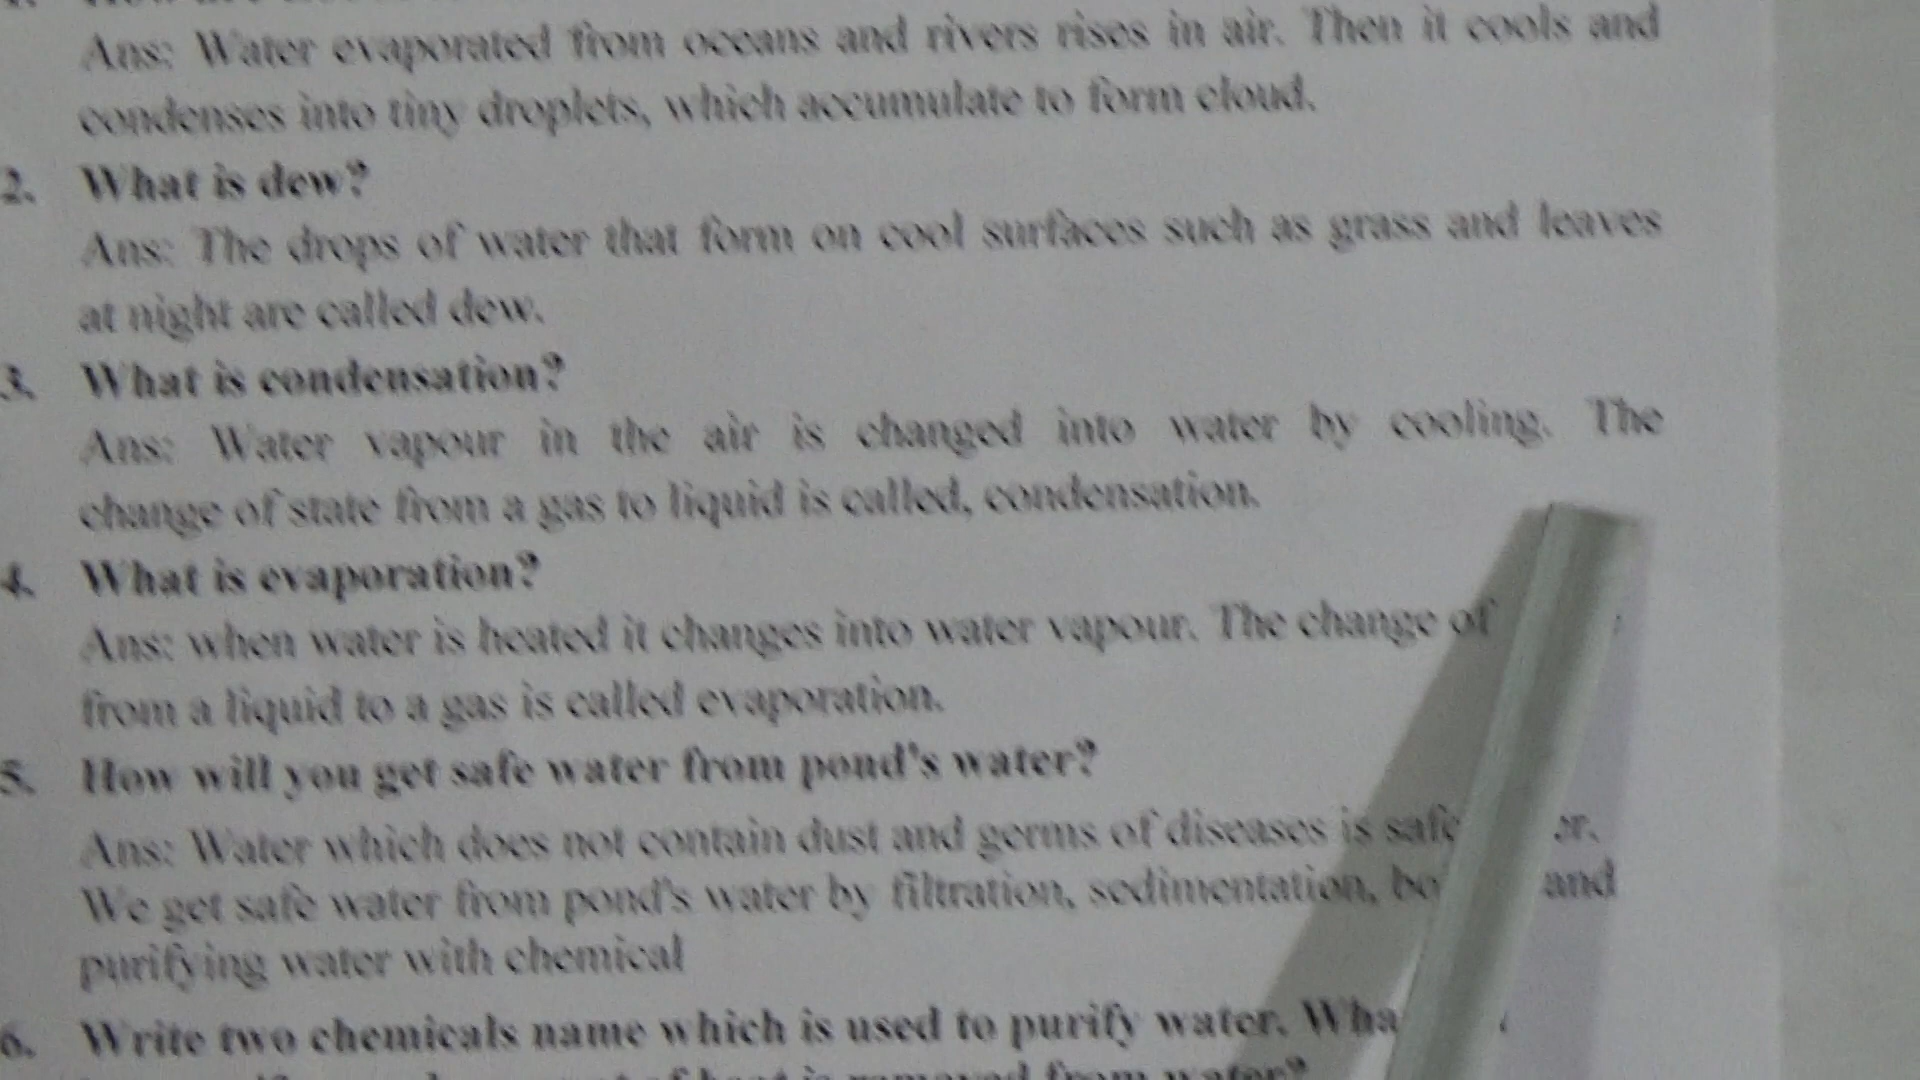 Ans: Water evaporated from oceans and rivers rises in air. Then it cools and
condenses into tiny droplets, which accumulate to form cloud.
2. What is dew?
Ans: The drops of water that form on cool surfaces such as grass and leaves
at night are called dew.
3. What is condensation?
Ans: Water vapour in the air is changed into water by cooling. The
change of state from a gas to liquid is called, condensation.
4. What is evaporation?
Ans: when water is heated it changes into water vapour. The change of
from a liquid to a gas is called evaporation.
5. How will you get safe water from pond's water?
Ans: Water which does not contain dust and germs of diseases is safe
We get safe water from pond's water by filtration, sedimentation, and
purifying water with chemical
6. Write two chemicals name which is used to purify water.
is removed from water?